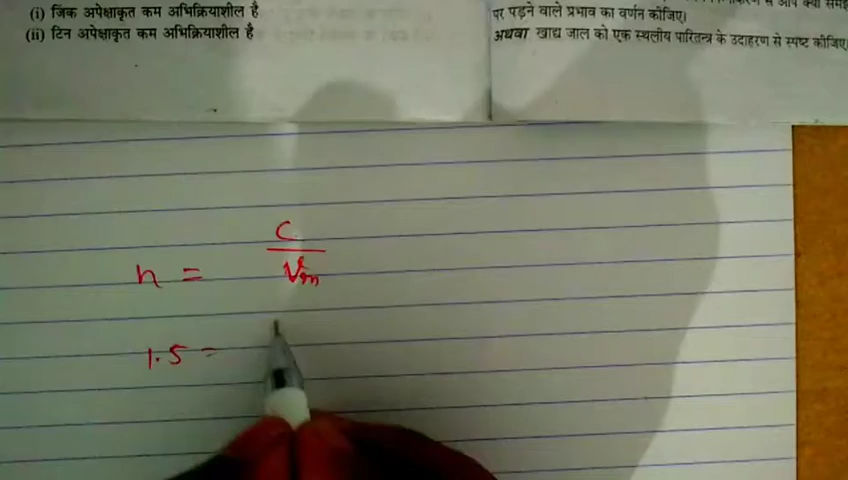 (i) जिंक अपेक्षाकृत कम अभिक्रियाशील है
(ii) टिन अपेक्षाकृत कम अभिक्रियाशील है
से आप क्या
पर पड़ने वाले प्रभाव का वर्णन कीजिए।
अथवा खाद्य जाल को एक स्थलीय पारितन्त्र के उदाहरण से स्पष्ट कीजिए।
n = c / Vm
1.5 =